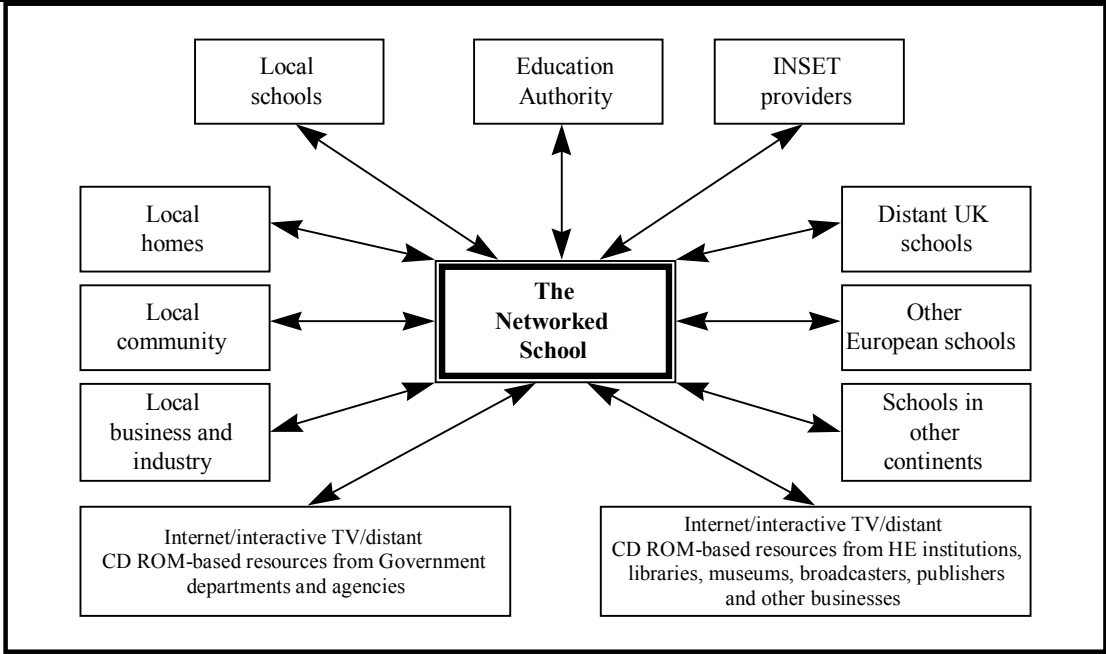 Local
schools
Education
Authority
INSET
providers
Local
homes
Distant UK
schools
The
Networked
School
Local
community
Other
European schools
Local
business and
industry
Schools in
other
continents
Internet/interactive TV/distant
CD ROM-based resources from Government
departments and agencies
Internet/interactive TV/distant
CD ROM-based resources from HE institutions,
libraries, museums, broadcasters, publishers
and other businesses